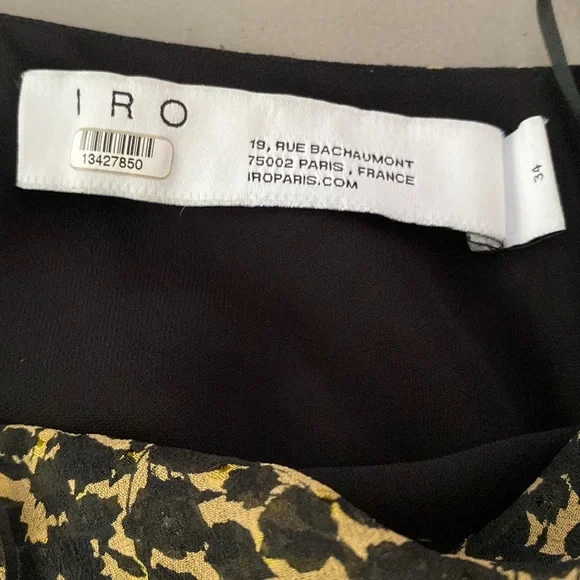 IRO
13427850
19, RUE BACHAUMONT
75002 PARIS . FRANCE
IROPARIS.COM
34